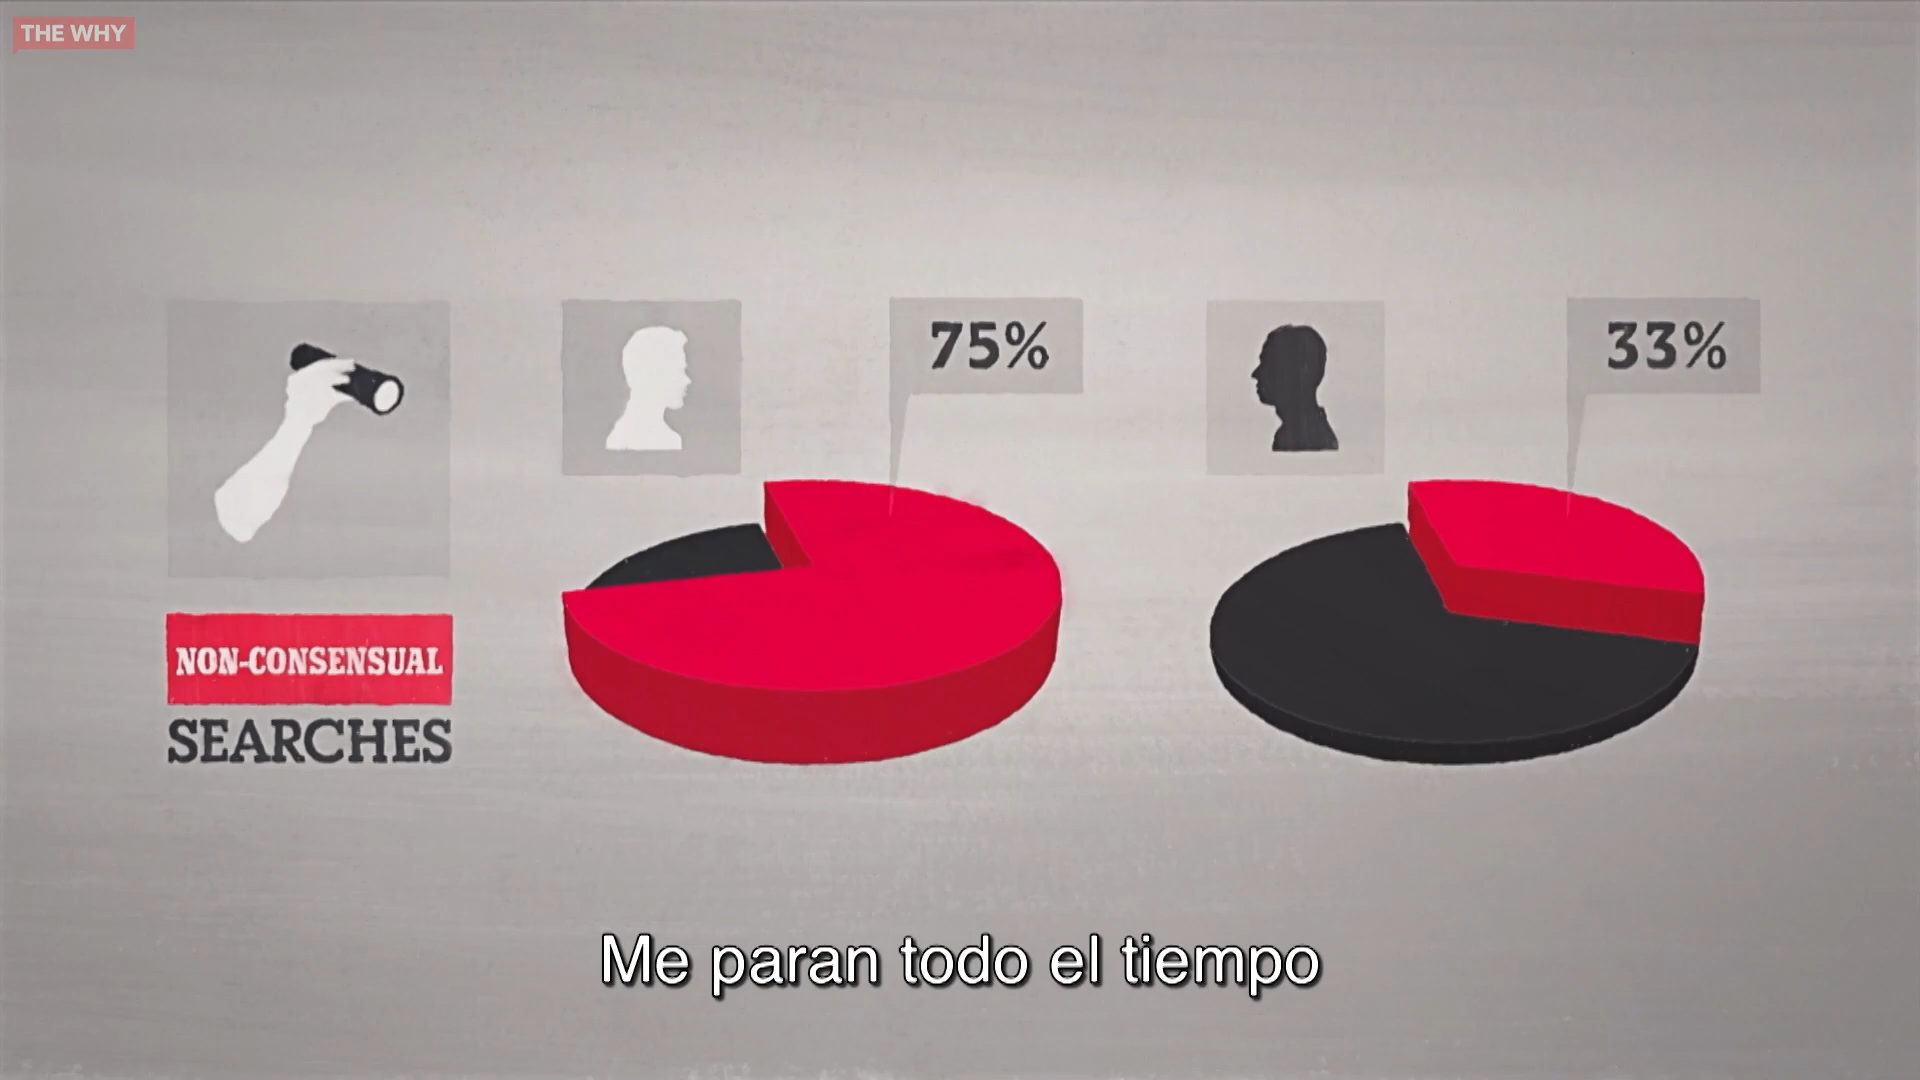 THE WHY
75%
33%
NON-CONSENSUAL
SEARCHES
Me paran todo el tiempo